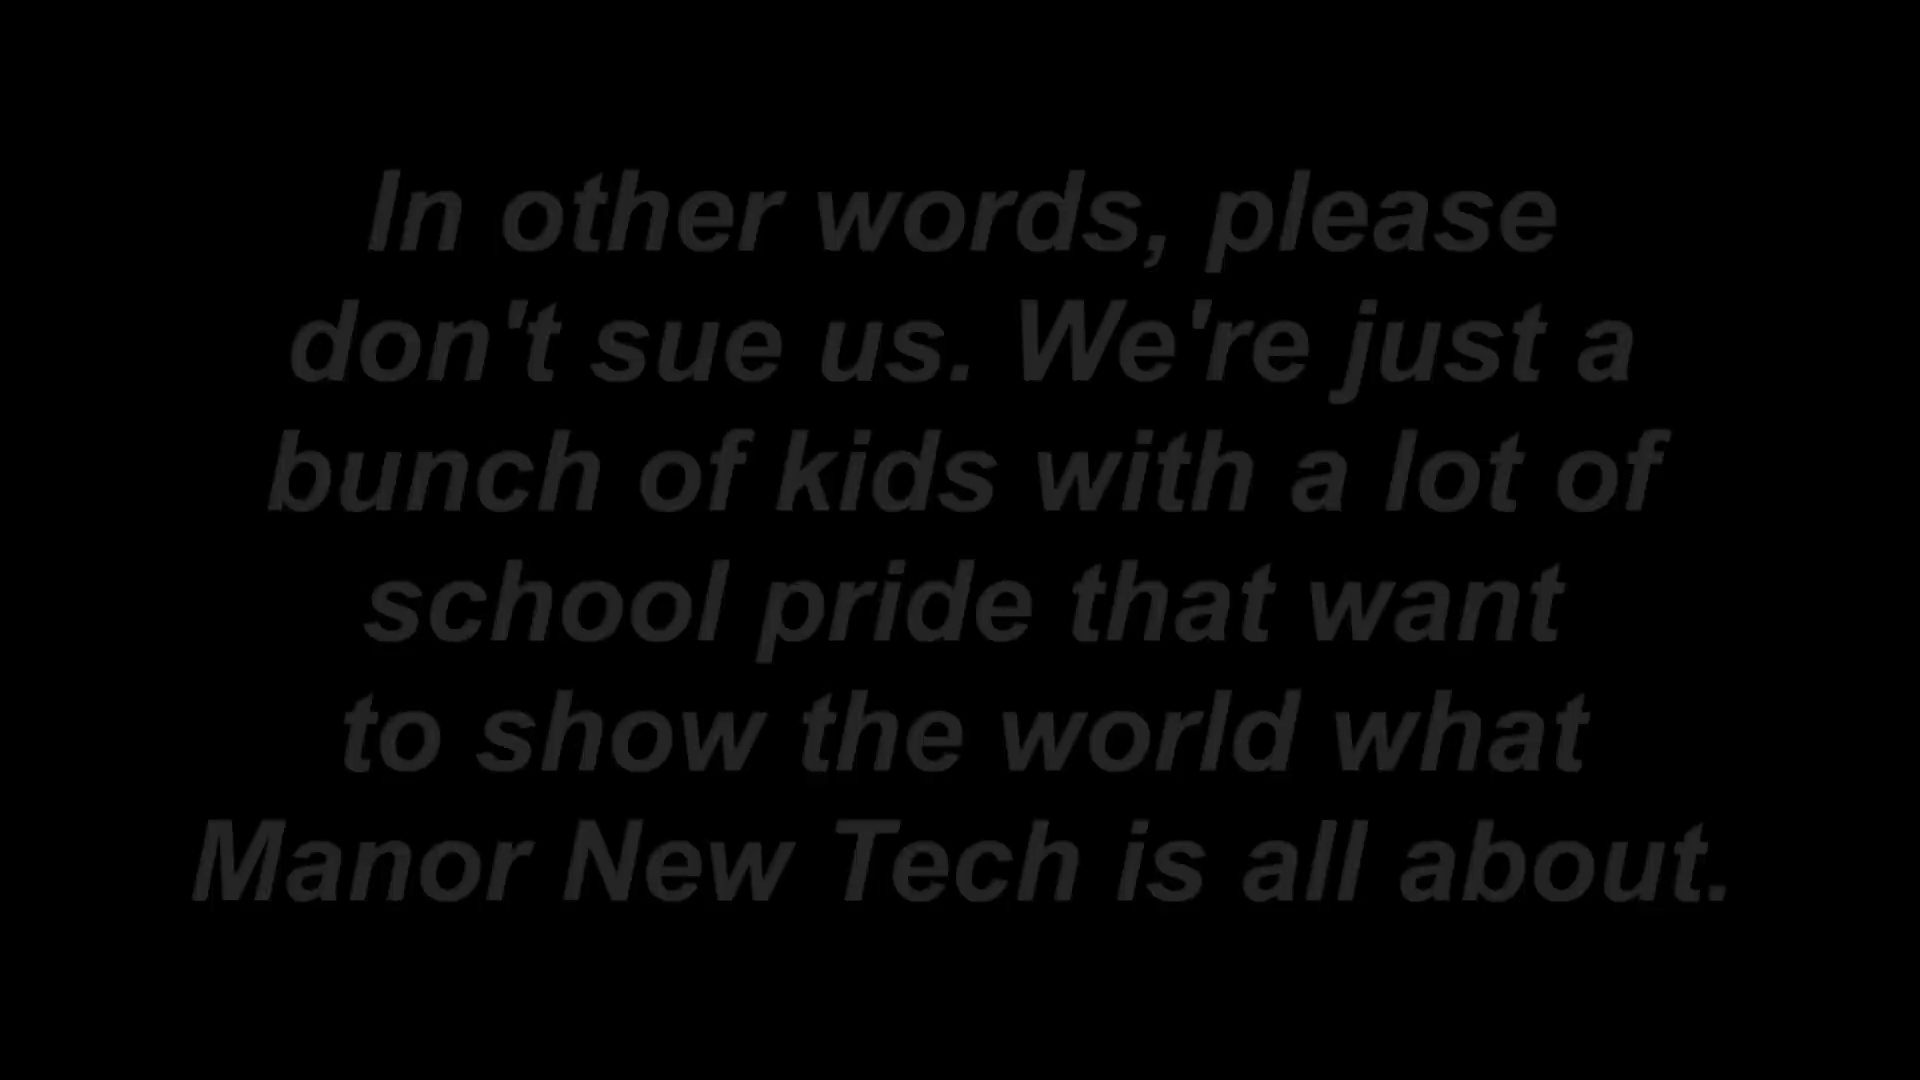 In other words, please
don't sue us. We're just a
bunch of kids with a lot of
school pride that want
to show the world what
Manor New Tech is all about.